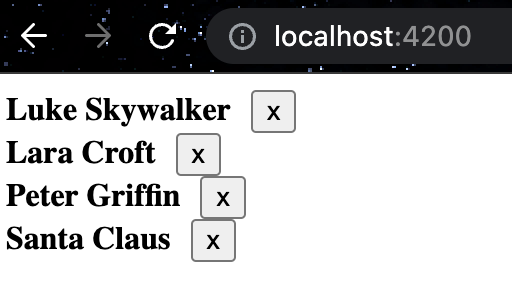 localhost:4200
Luke Skywalker x
Lara Croft x
Peter Griffin x
Santa Claus x